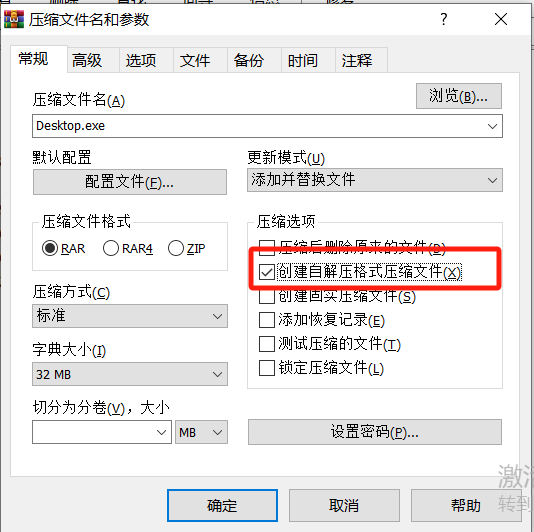 压缩文件名和参数
?
常规 高级 选项 文件 备份 时间 注释
压缩文件名(A)
浏览(B)...
Desktop.exe
默认配置
配置文件(F)...
更新模式(U)
添加并替换文件
压缩文件格式
RAR RAR4 ZIP
压缩方式(C)
标准
字典大小(I)
32 MB
切分为分卷(V)，大小
MB
压缩选项
压缩后删除原来的文件(D)
创建自解压格式压缩文件(X)
创建固实压缩文件(S)
添加恢复记录(E)
测试压缩的文件(T)
锁定压缩文件(L)
设置密码(P)...
确定 取消 帮助
激活
转到